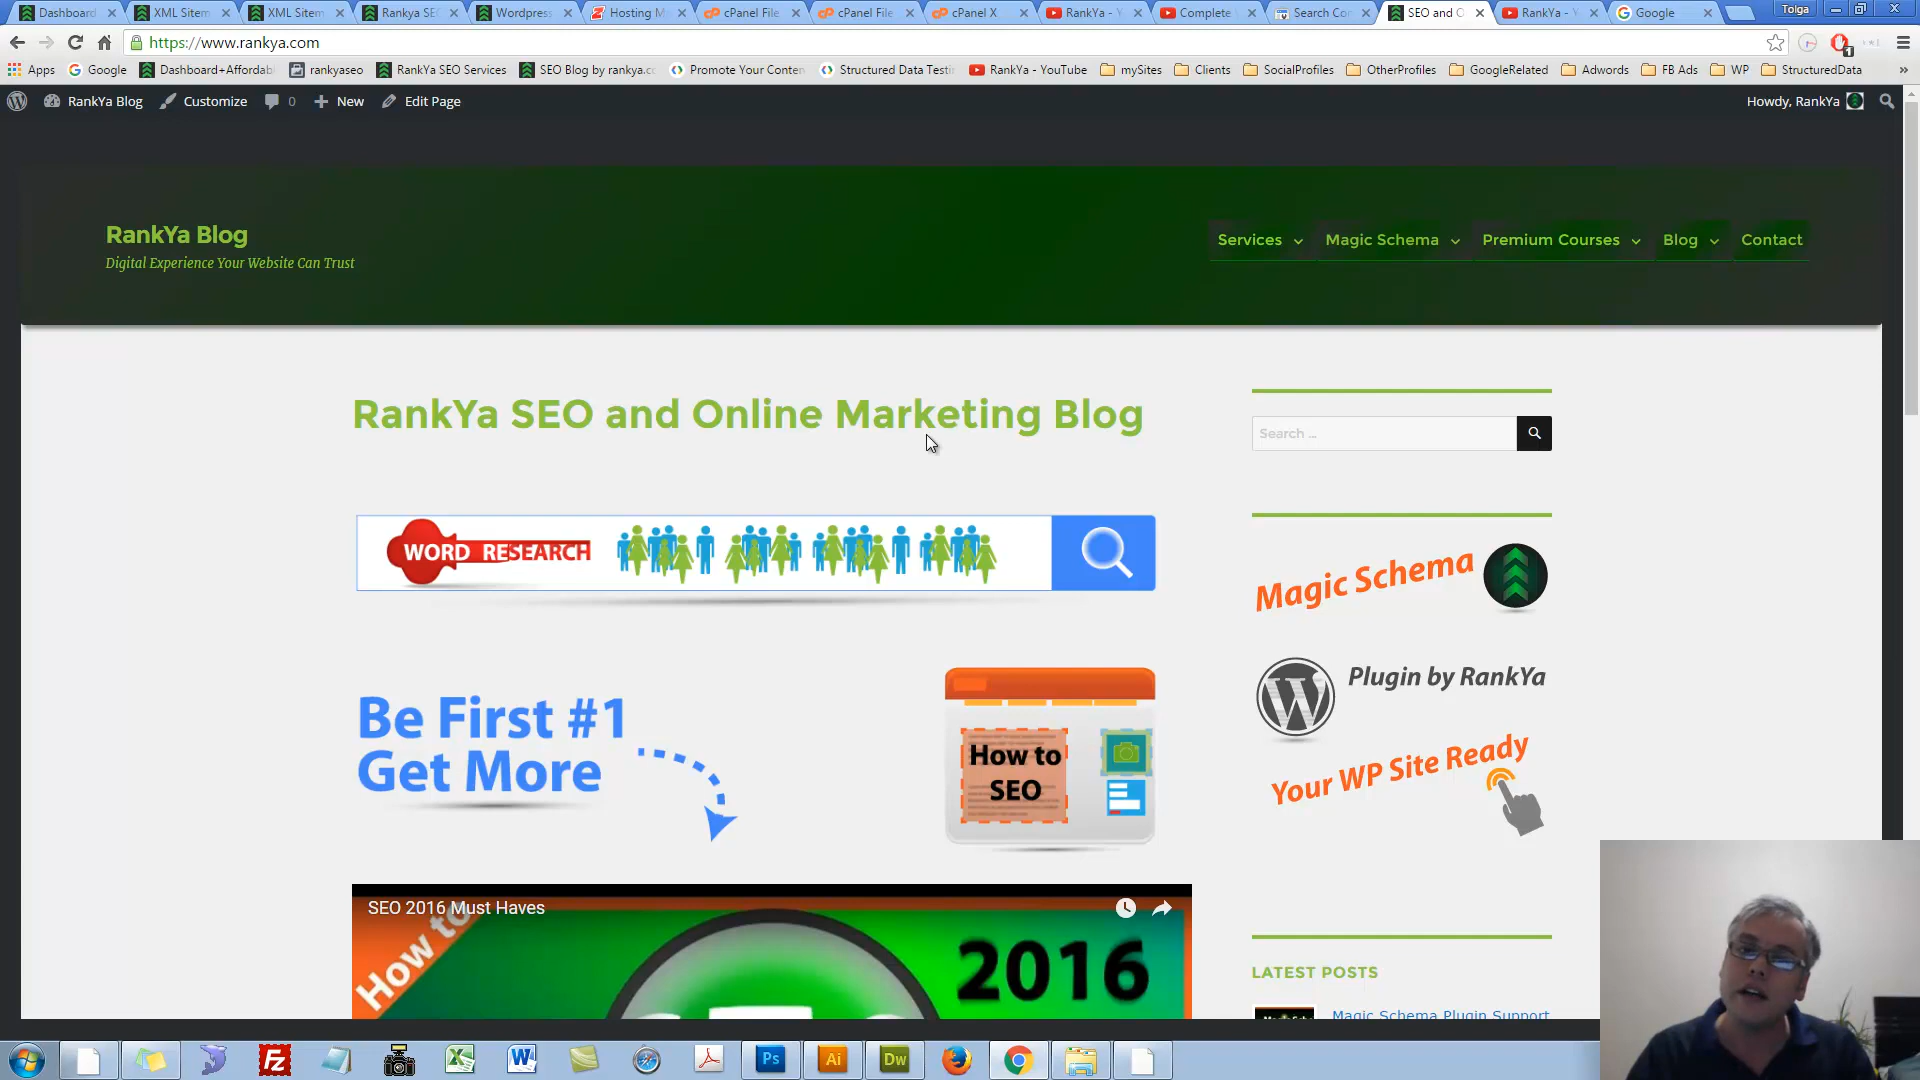 Dashboard
XML Sitem
XML Sitem
Rankya SE
Wordpress
Hosting M
cPanel File
cPanel File
cPanel X
RankYa - Y
Complete
Search Con
SEO and O
RankYa - Y
Google
Tolga
https://www.rankya.com
1
Apps
Google
Dashboard+Affordab
rankyaseo
RankYa SEO Services
SEO Blog by rankya.cc
Promote Your Conten
Structured Data Testi
RankYa - YouTube
mySites
Clients
SocialProfiles
OtherProfiles
GoogleRelated
Adwords
FB Ads
WP
StructuredData
»
RankYa Blog
Customize
0
New
Edit Page
Howdy, RankYa
RankYa Blog
Digital Experience Your Website Can Trust
Services
Magic Schema
Premium Courses
Blog
Contact
RankYa SEO and Online Marketing Blog
Search ...
WORD RESEARCH
Magic Schema
Plugin by RankYa
Your WP Site Ready
Be First #1
Get More
How to
SEO
SEO 2016 Must Haves
How to
2016
LATEST POSTS
Magic Schema Plugin Support
Fz
Ps
Ai
Dw